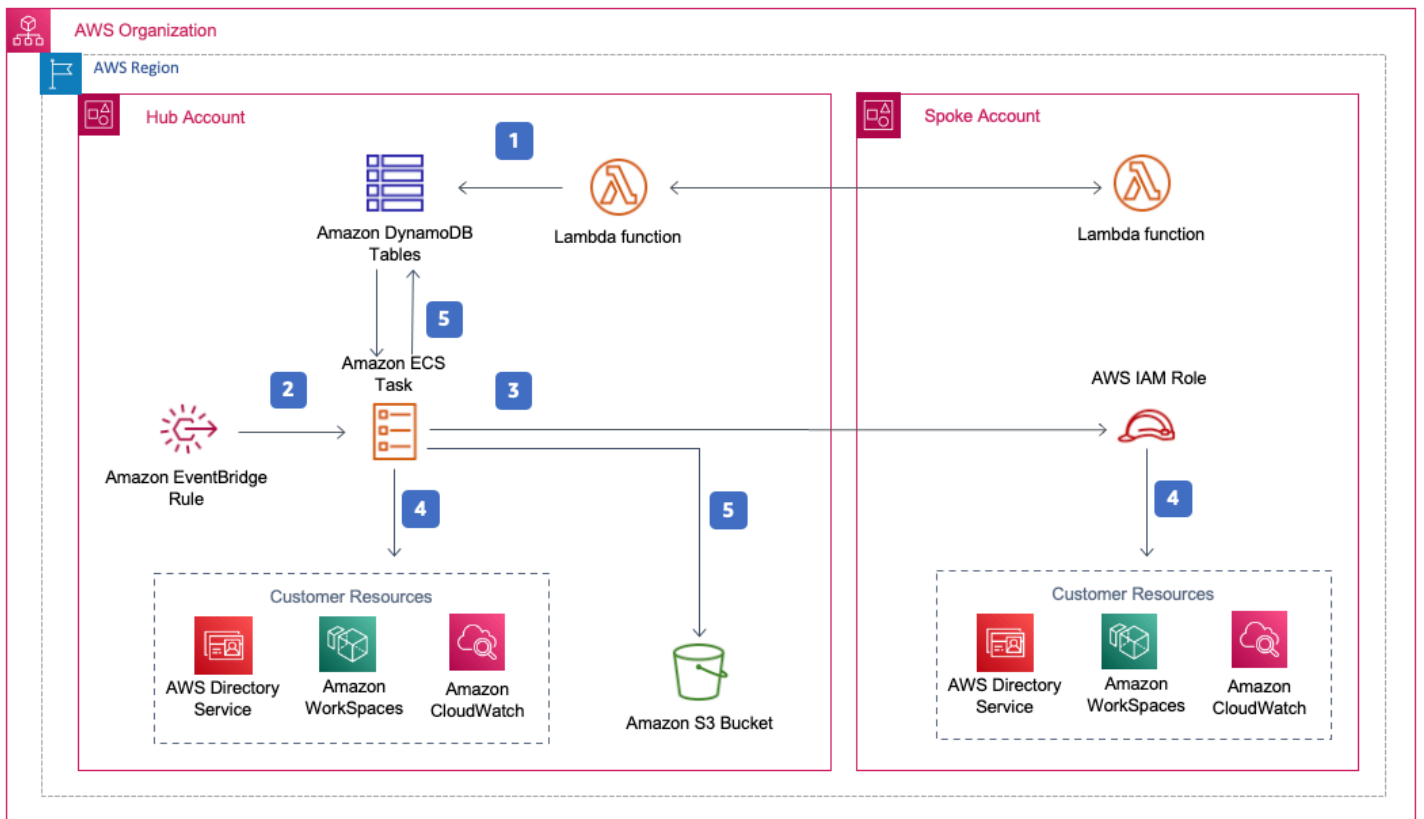 AWS Organization
AWS Region
Hub Account
Spoke Account
1
Amazon DynamoDB
Tables
Lambda function
Lambda function
5
Amazon ECS
Task
2
3
AWS IAM Role
Amazon EventBridge
Rule
4
5
4
Customer Resources
AWS Directory
Service
Amazon
WorkSpaces
Amazon
CloudWatch
Amazon S3 Bucket
Customer Resources
AWS Directory
Service
Amazon
WorkSpaces
Amazon
CloudWatch